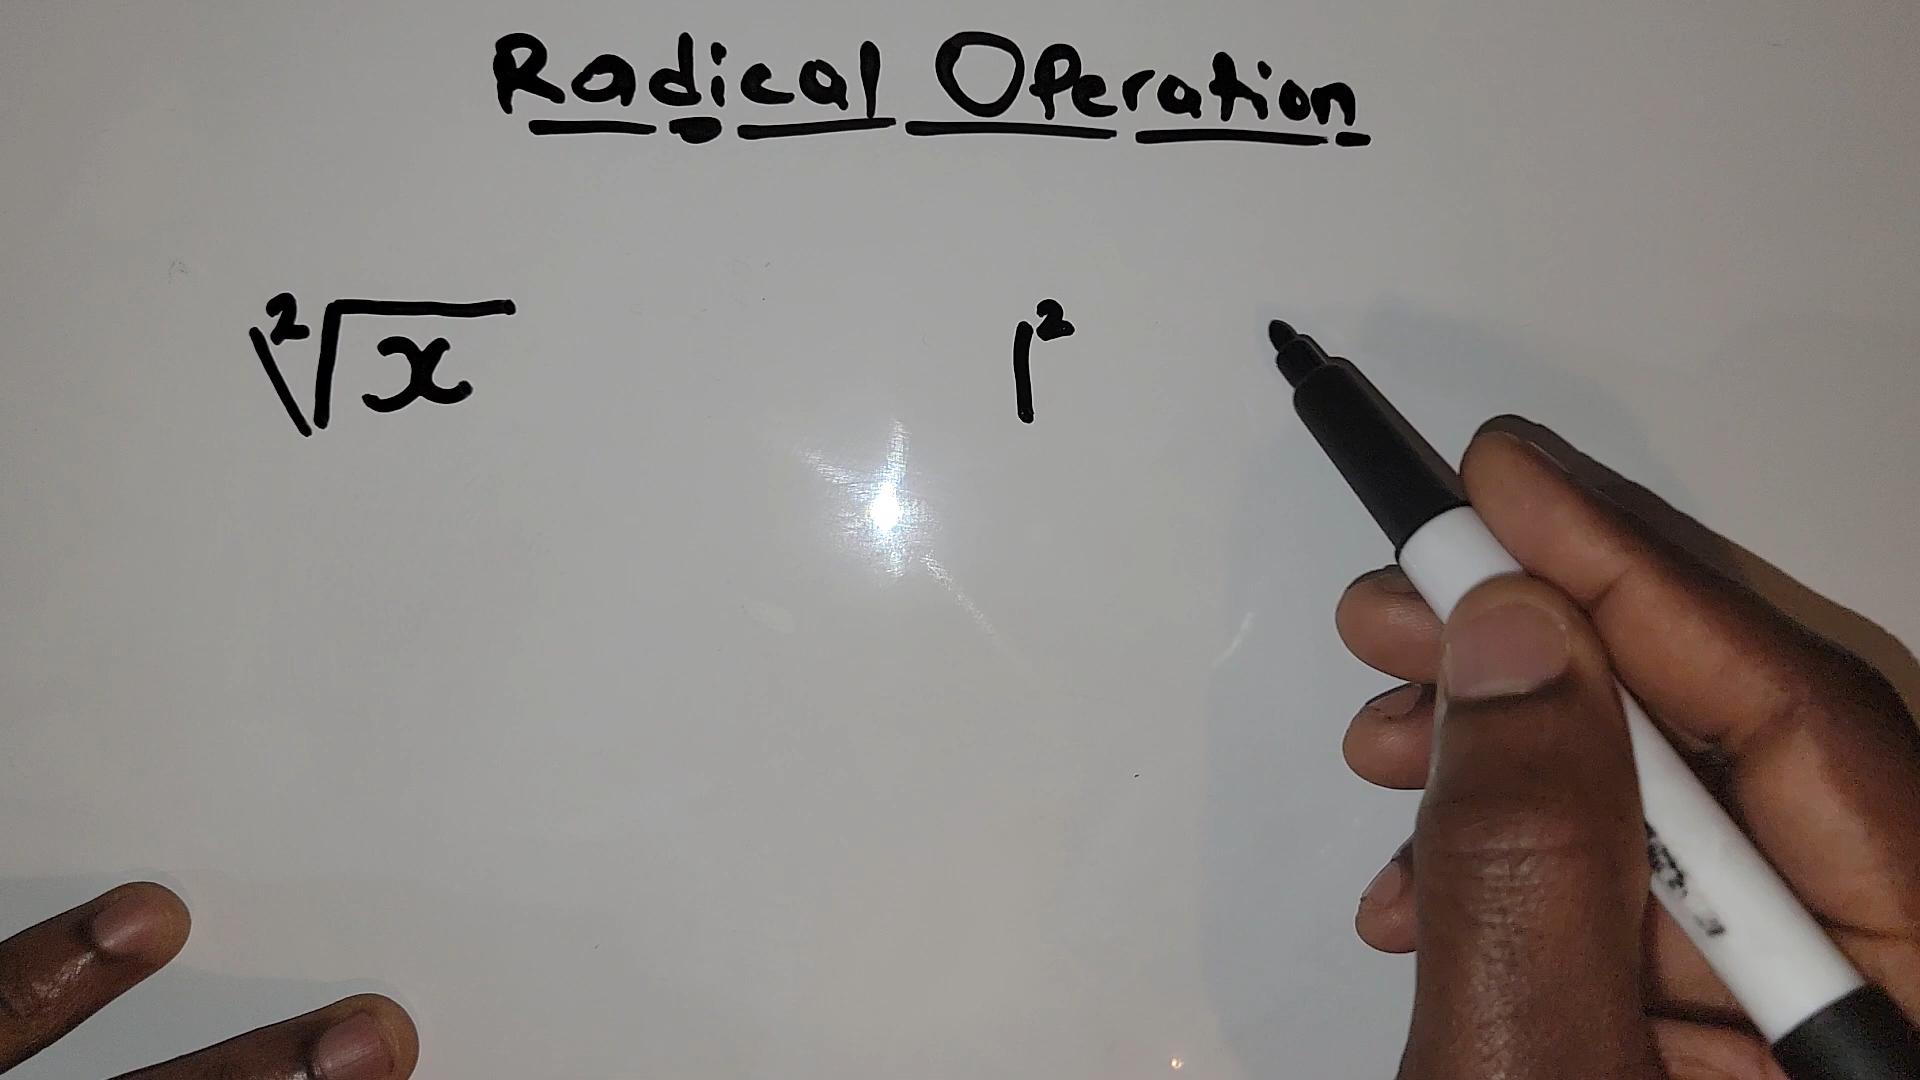 Radical Operation
²√x 1²